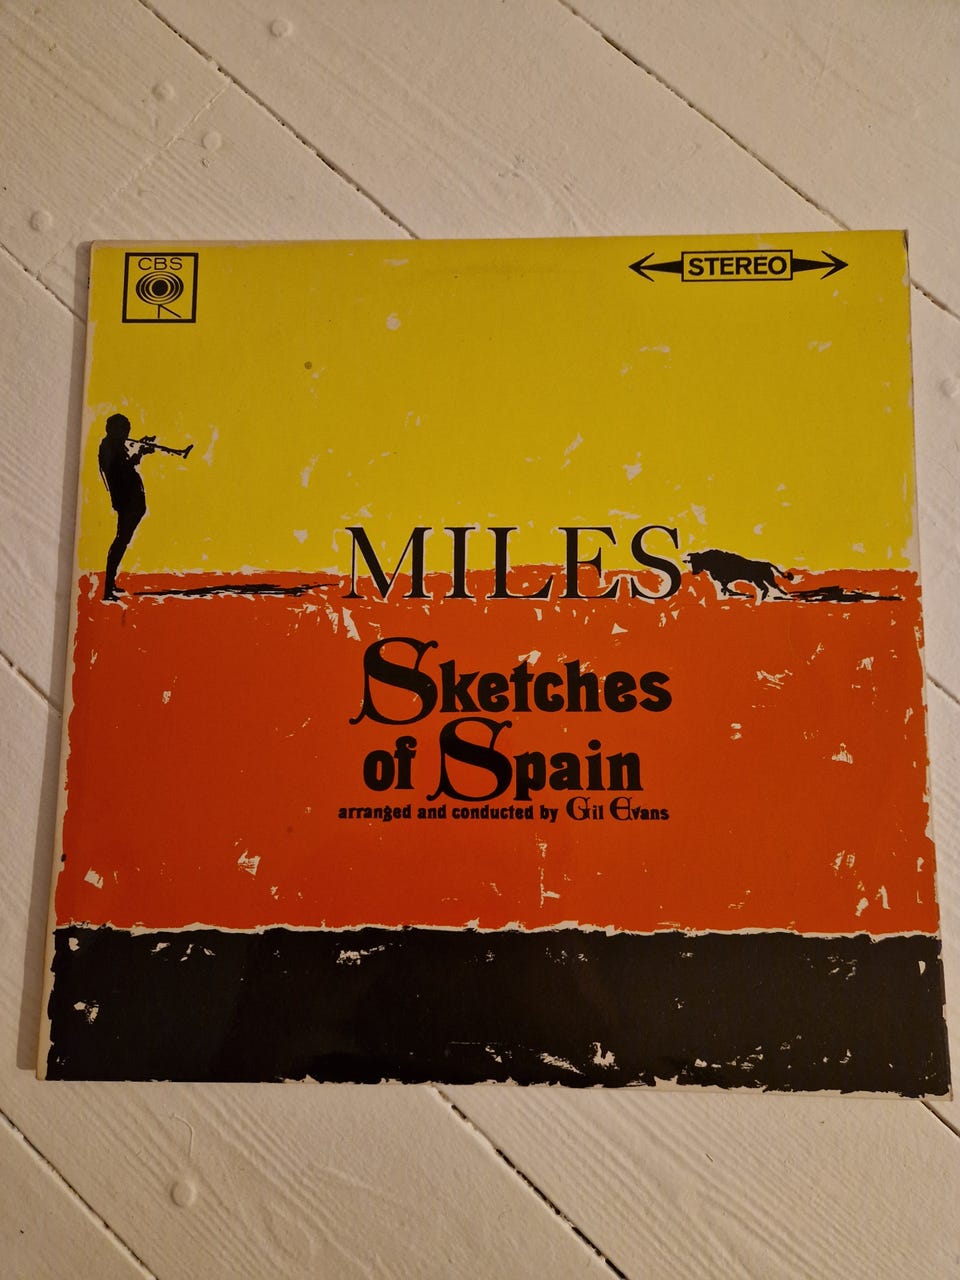 CBS
STEREO
MILES
Sketches
of Spain
arranged and conducted by Gil Evans